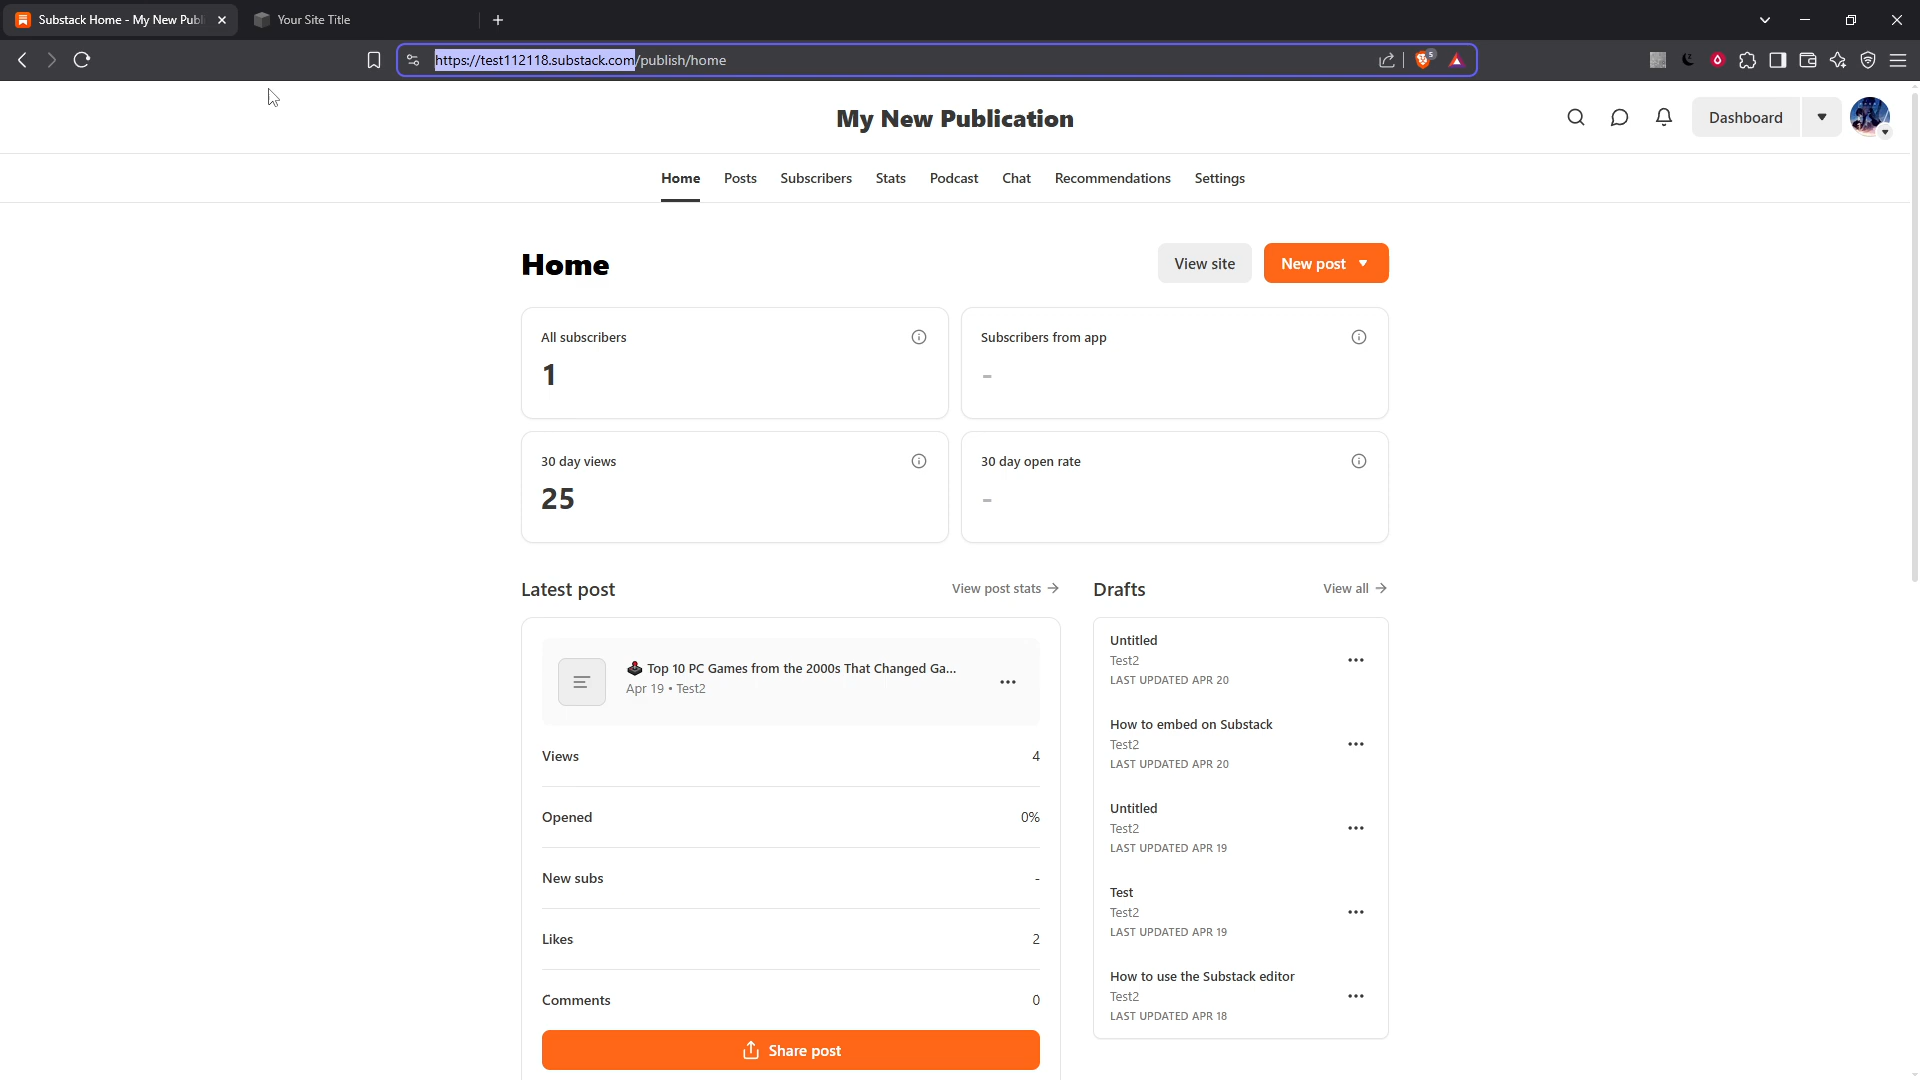 Substack Home - My New Pub
Your Site Title
https://test112118.substack.com/publish/home
5
My New Publication
Dashboard
Home Posts Subscribers Stats Podcast Chat Recommendations Settings
Home
View site
New post
All subscribers
1
Subscribers from app
-
30 day views
25
30 day open rate
-
Latest post
View post stats
🕹️ Top 10 PC Games from the 2000s That Changed Ga...
Apr 19 • Test2
Views 4
Opened 0%
New subs -
Likes 2
Comments 0
Share post
Drafts
View all
Untitled
Test2
LAST UPDATED APR 20
How to embed on Substack
Test2
LAST UPDATED APR 20
Untitled
Test2
LAST UPDATED APR 19
Test
Test2
LAST UPDATED APR 19
How to use the Substack editor
Test2
LAST UPDATED APR 18